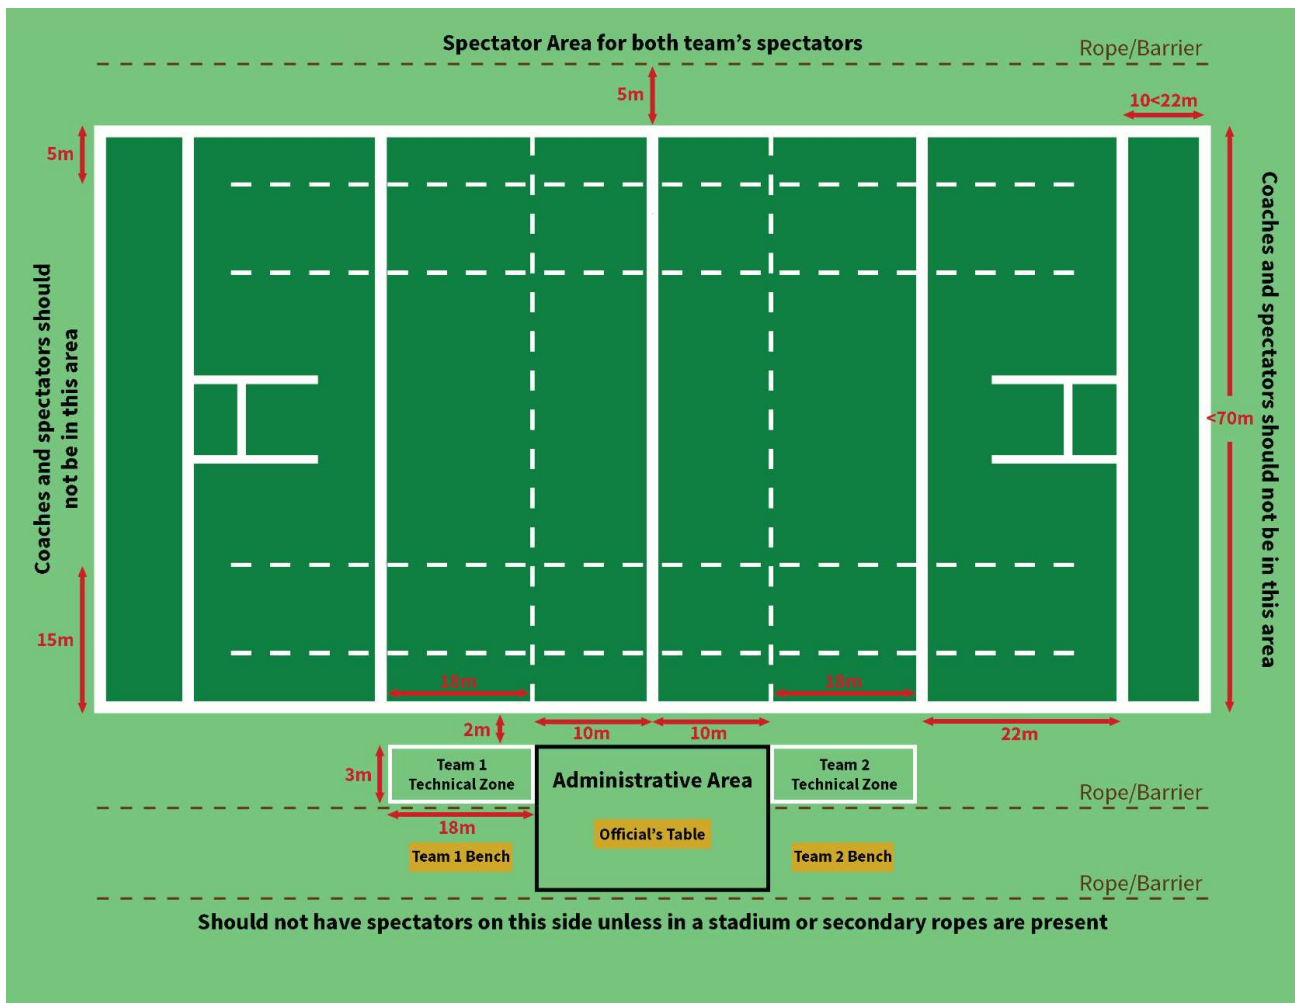 Spectator Area for both team’s spectators
Rope/Barrier
5m
10<22m
5m
Coaches and spectators should
not be in this area
Coaches and spectators should not be in this area
<70m
15m
18m
18m
2m
10m
10m
22m
3m
Team 1
Technical Zone
Administrative Area
Team 2
Technical Zone
Rope/Barrier
18m
Official’s Table
Team 1 Bench
Team 2 Bench
Rope/Barrier
Should not have spectators on this side unless in a stadium or secondary ropes are present